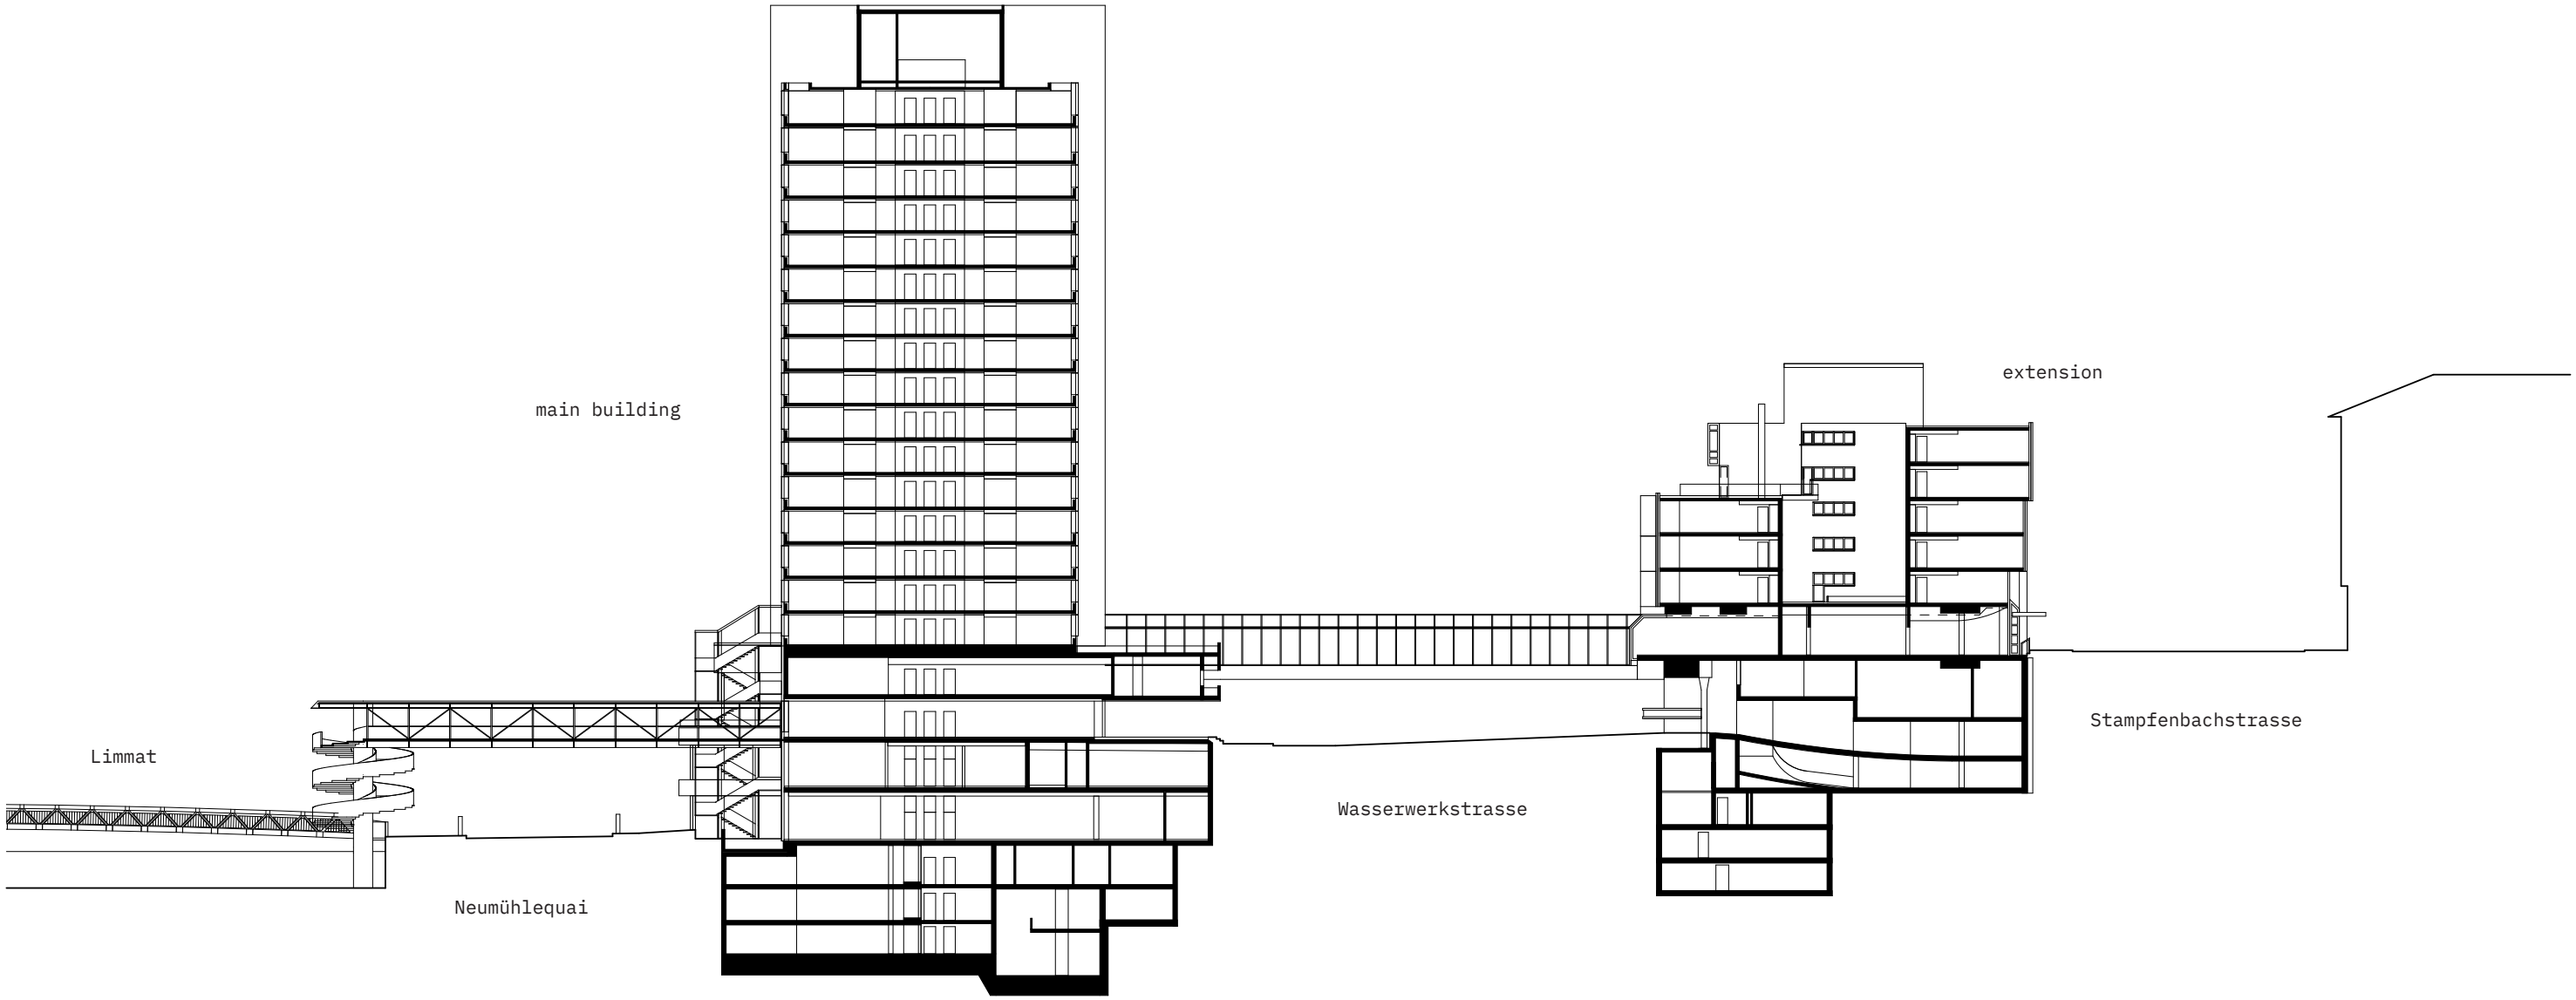 extension
main building
Stampfenbachstrasse
Limmat
Wasserwerkstrasse
Neumühlequai